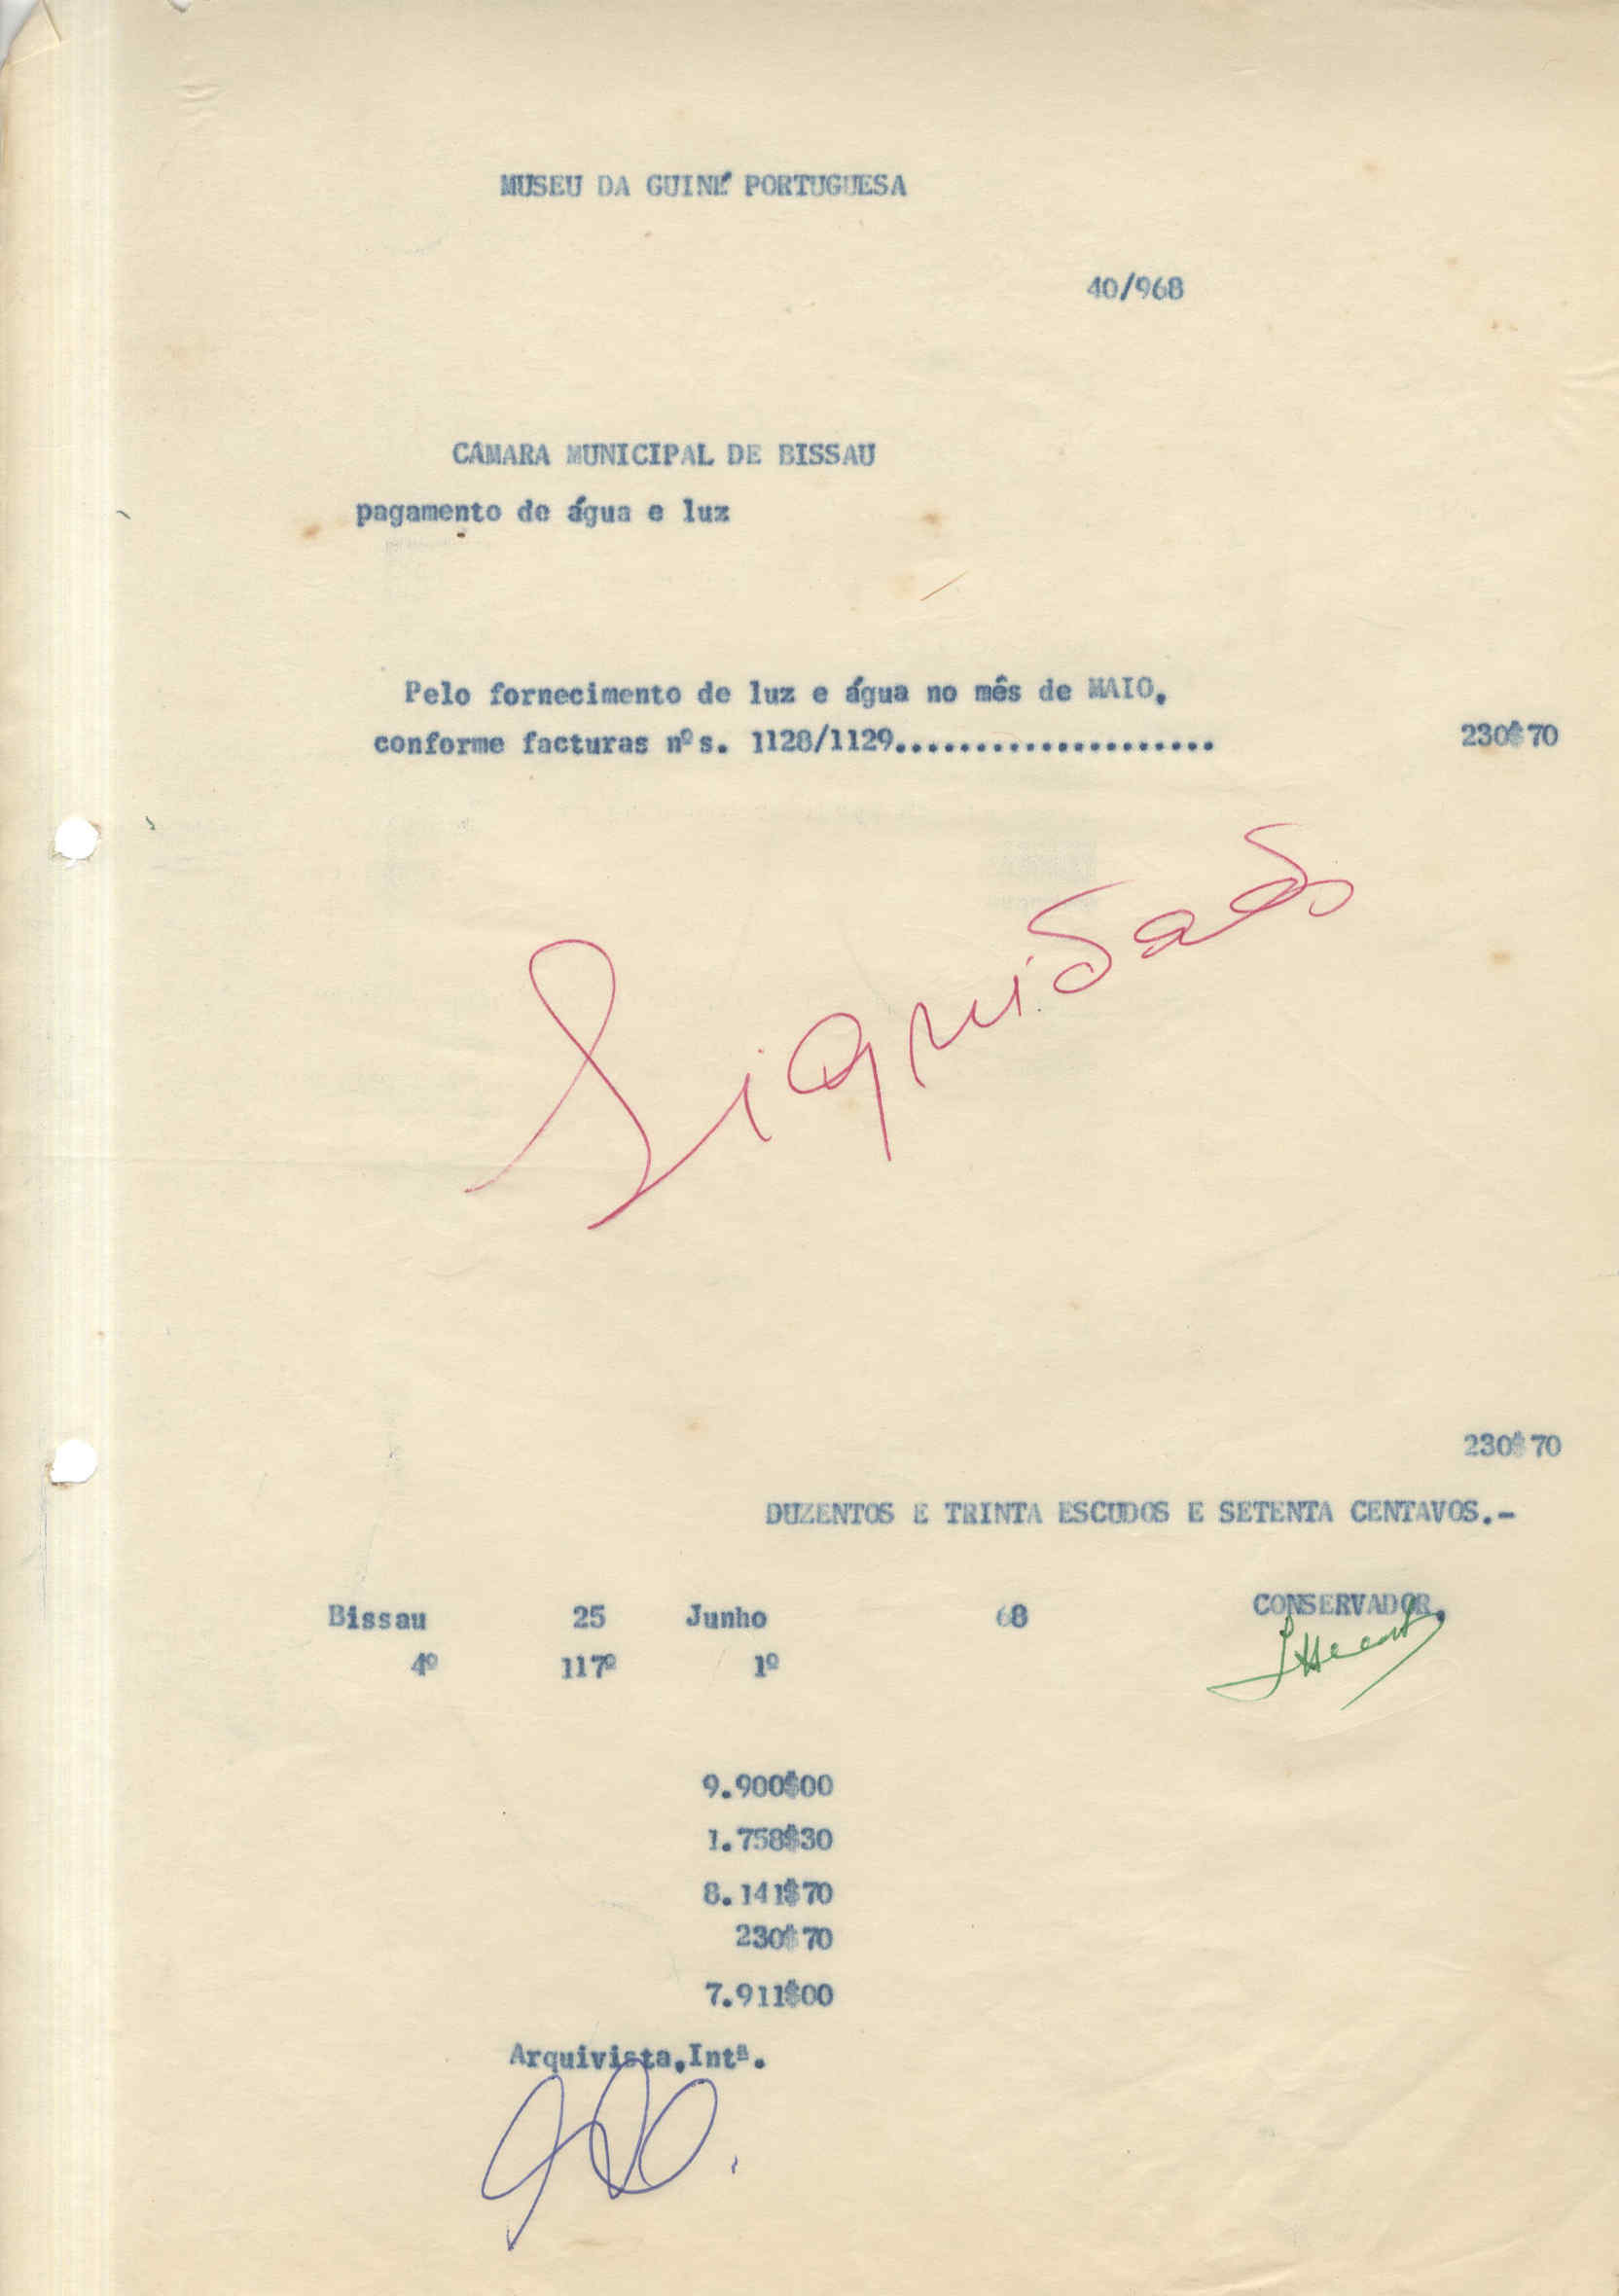 MUSEU DA GUINÉ PORTUGUESA
40/968
CÂMARA MUNICIPAL DE BISSAU
pagamento de água e luz
Pelo fornecimento de luz e água no mês de MAIO,
conforme facturas nºs. 1128/1129.................... 230$70
Liquidado
230$70
DUZENTOS E TRINTA ESCUDOS E SETENTA CENTAVOS.-
CONSERVADOR,
Bissau 25 Junho 68
4º 117º 1º
9.900$00
1.758$30
8.141$70
230$70
7.911$00
Arquivista,Intª.